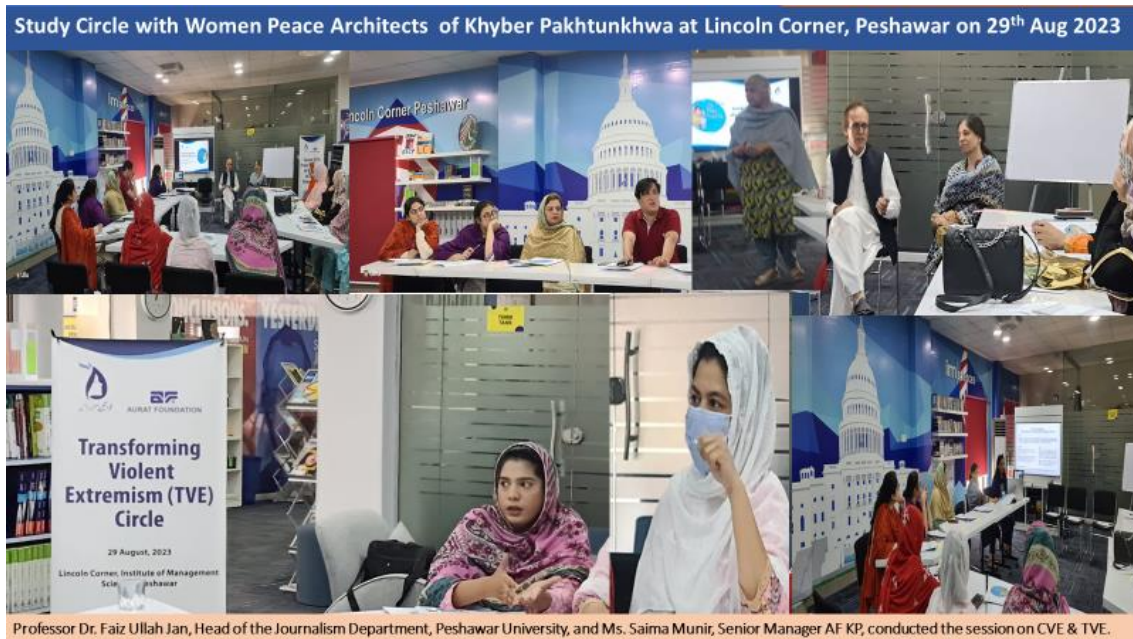 Study Circle with Women Peace Architects of Khyber Pakhtunkhwa at Lincoln Corner, Peshawar on 29th Aug 2023
Lincoln Corner Peshawar
CONCLUSIONS.
YESTERD
AURAT FOUNDATION
Transforming
Violent
Extremism (TVE)
Circle
29 August, 2023
Lincoln Corner, Institute of Management
Peshawar
Professor Dr. Faiz Ullah Jan, Head of the Journalism Department, Peshawar University, and Ms. Saima Munir, Senior Manager AF KP, conducted the session on CVE & TVE.